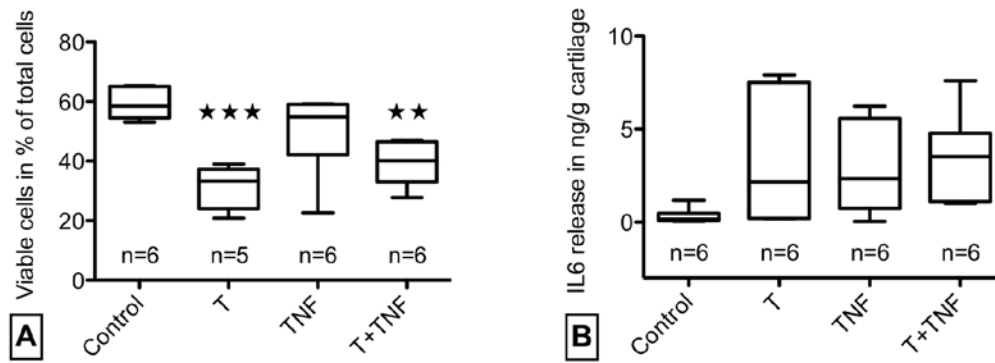 Viable cells in % of total cells
80
60
40
20
0
★★★
★★
n=6
n=5
n=6
n=6
Control
T
TNF
T+TNF
A
IL6 release in ng/g cartilage
10
5
0
n=6
n=6
n=6
n=6
Control
T
TNF
T+TNF
B